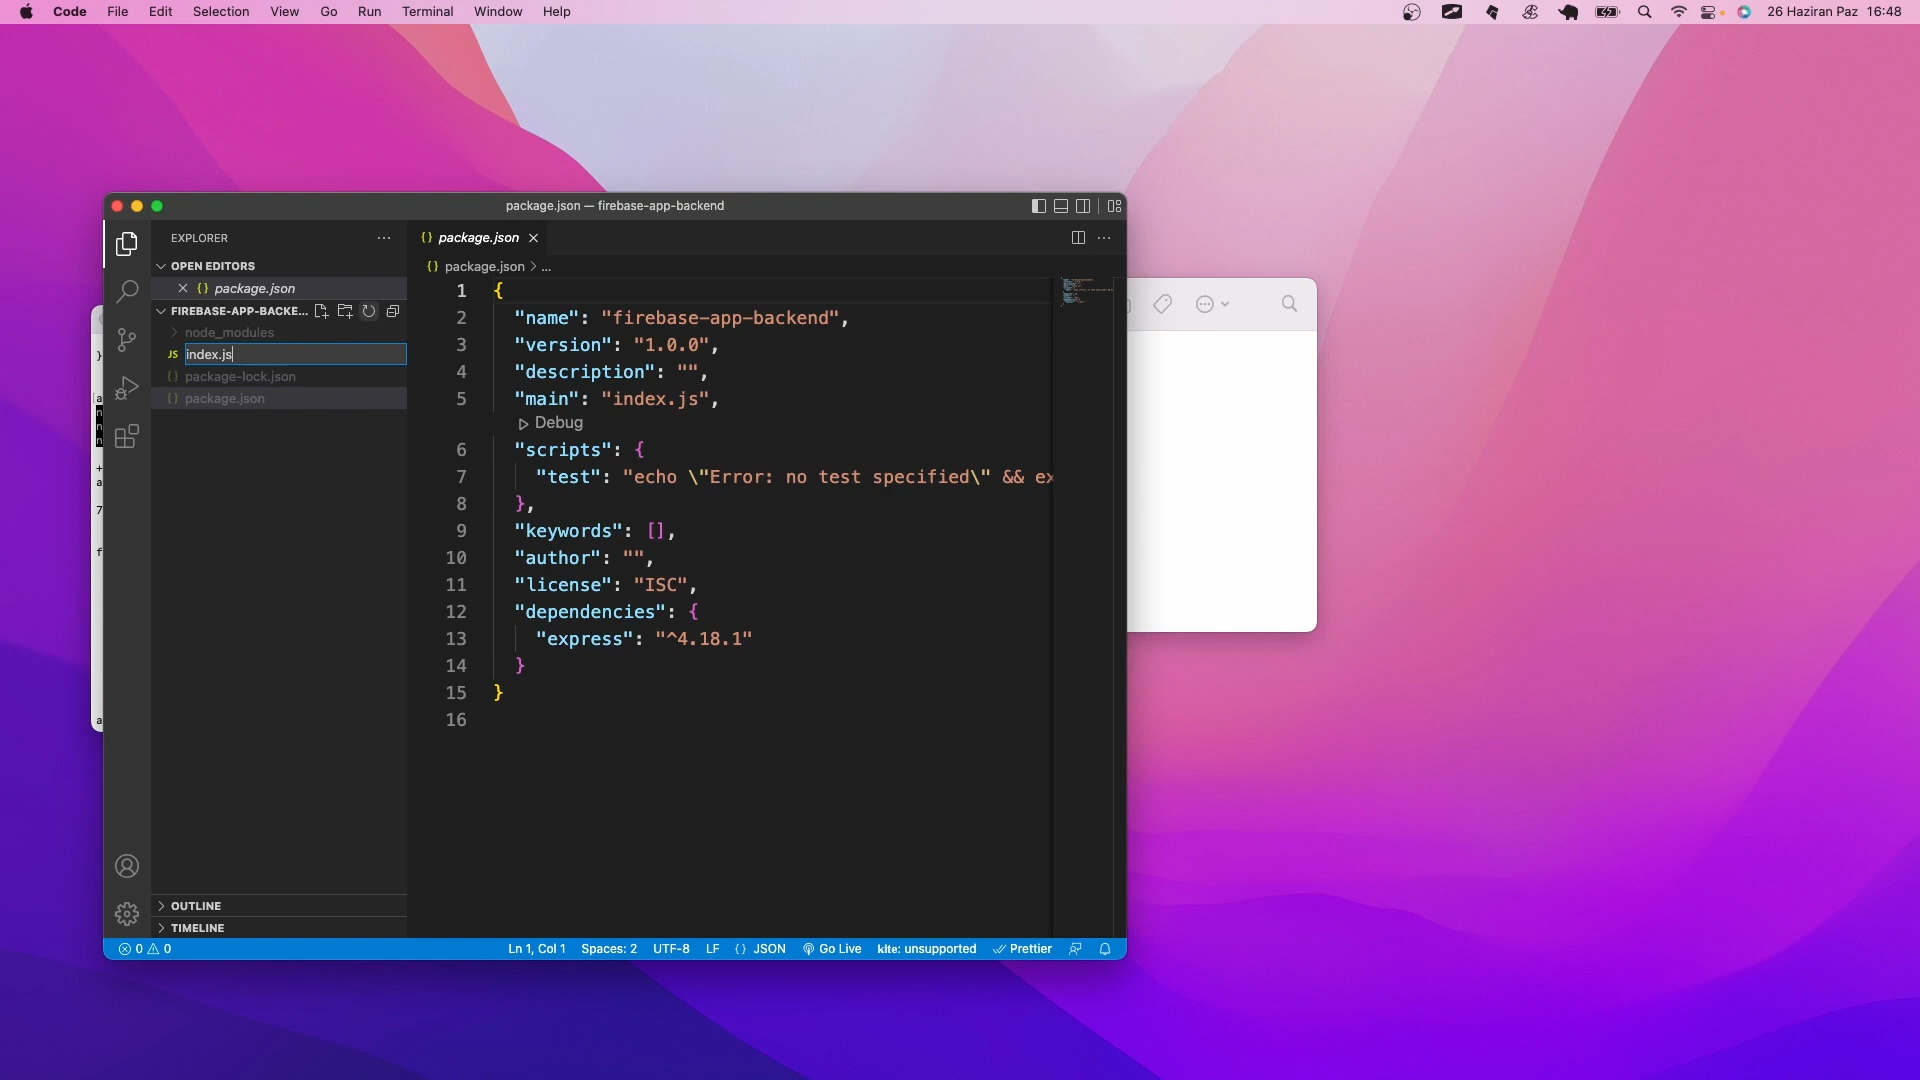 Code File Edit Selection View Go Run Terminal Window Help 26 Haziran Paz 16:48
package.json — firebase-app-backend
EXPLORER
OPEN EDITORS
{} package.json
FIREBASE-APP-BACKE...
node_modules
JS index.js
{} package-lock.json
{} package.json
OUTLINE
TIMELINE
{} package.json
{} package.json > ...
1 {
2 "name": "firebase-app-backend",
3 "version": "1.0.0",
4 "description": "",
5 "main": "index.js",
Debug
6 "scripts": {
7 "test": "echo \"Error: no test specified\" && ex
8 },
9 "keywords": [],
10 "author": "",
11 "license": "ISC",
12 "dependencies": {
13 "express": "^4.18.1"
14 }
15 }
16
0 0 Ln 1, Col 1 Spaces: 2 UTF-8 LF {} JSON Go Live kite: unsupported Prettier